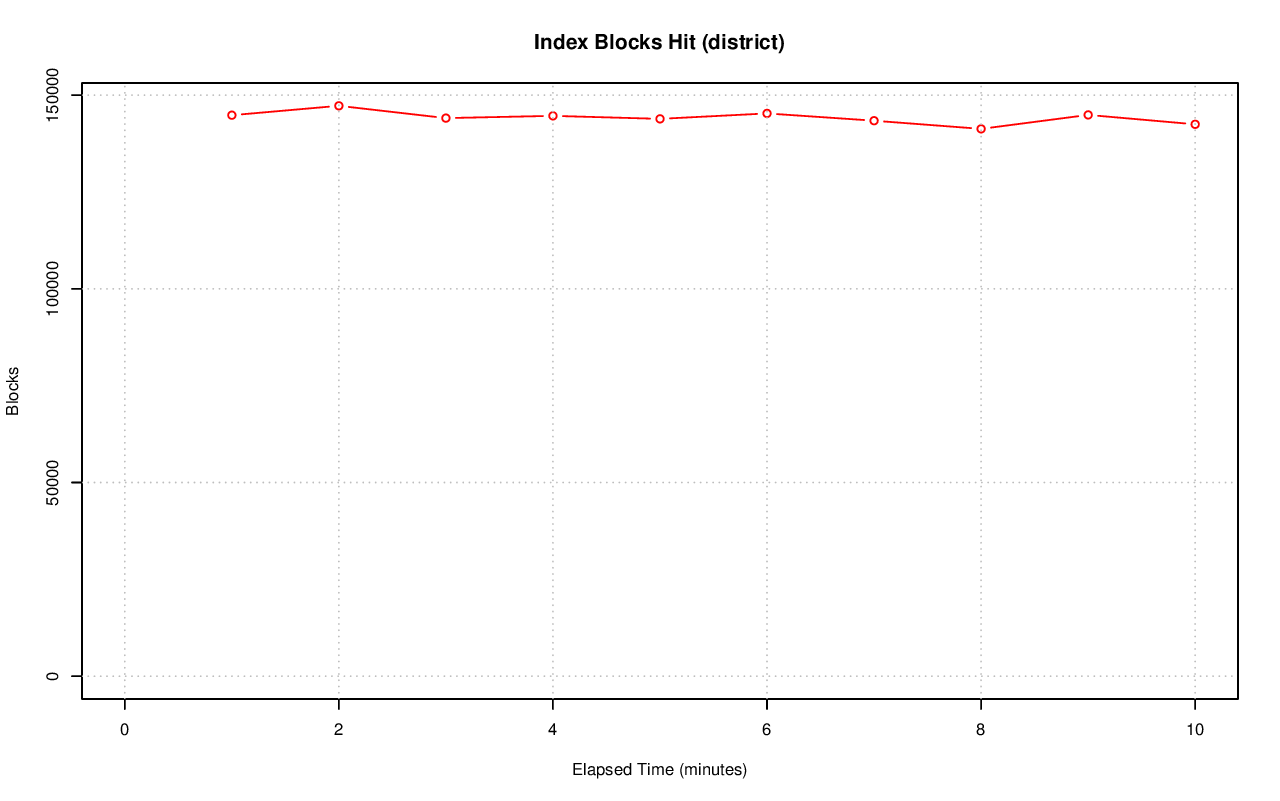 Index Blocks Hit (district)
150000
100000
50000
0
Blocks
0 2 4 6 8 10
Elapsed Time (minutes)